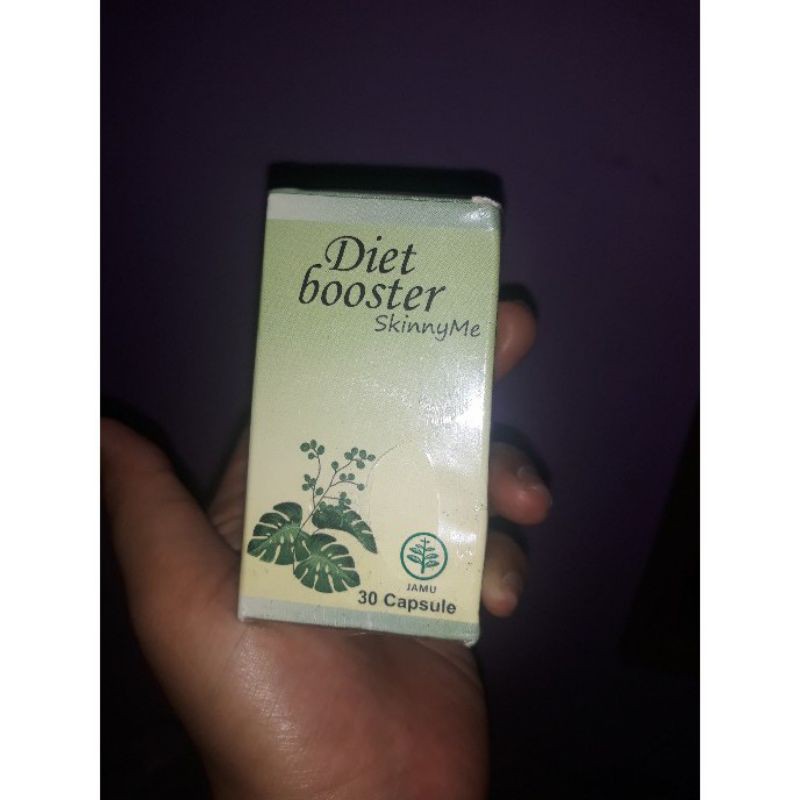 Diet
booster
SkinnyMe
JAMU
30 Capsule